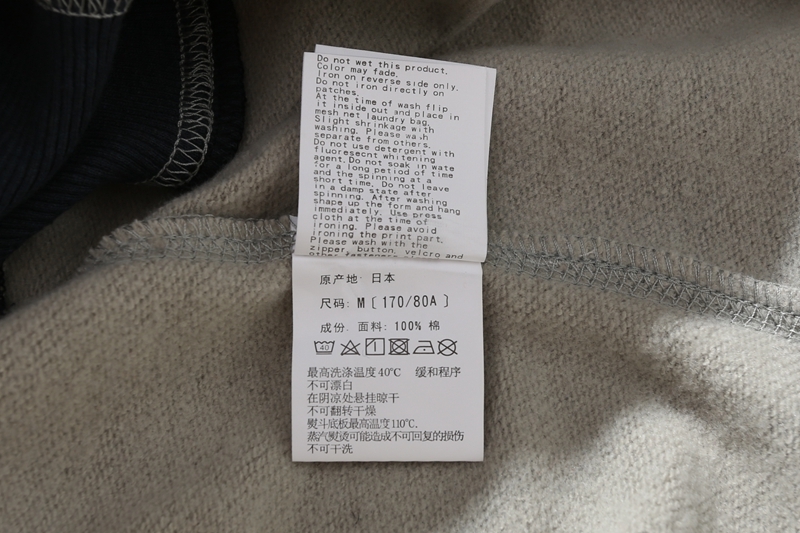 Do not wet this product.
Color may fade.
Iron on reverse side only.
Do not iron directly on
patches.
At the time of wash flip
it inside out and place in
mesh net laundry bag.
Slight shrinkage with
washing. Please wash
separate from others.
Do not use detergent with
fluoresecnt whitening
agent. Do not soak in wate
for a long petiod of time
and the spinning at a
short time. Do not leave
in a damp state after
spinning. After washing
shape up the form and hang
immediately. Use press
cloth at the time of
ironing. Please avoid
ironing the print part.
Please wash with the
zipper, button, velcro and
other fasteners
原产地: 日本
尺码: M〔170/80A〕
成份: 面料: 100% 棉
40
最高洗涤温度40℃ 缓和程序
不可漂白
在阴凉处悬挂晾干
不可翻转干燥
熨斗底板最高温度110℃.
蒸汽熨烫可能造成不可回复的损伤
不可干洗